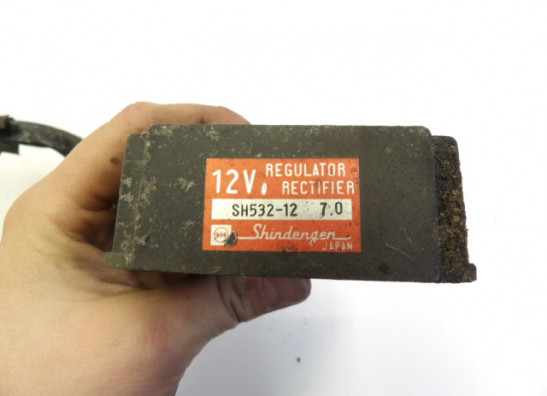 12V, REGULATOR
RECTIFIER
SH532-12 7.0
Shindengen
JAPAN